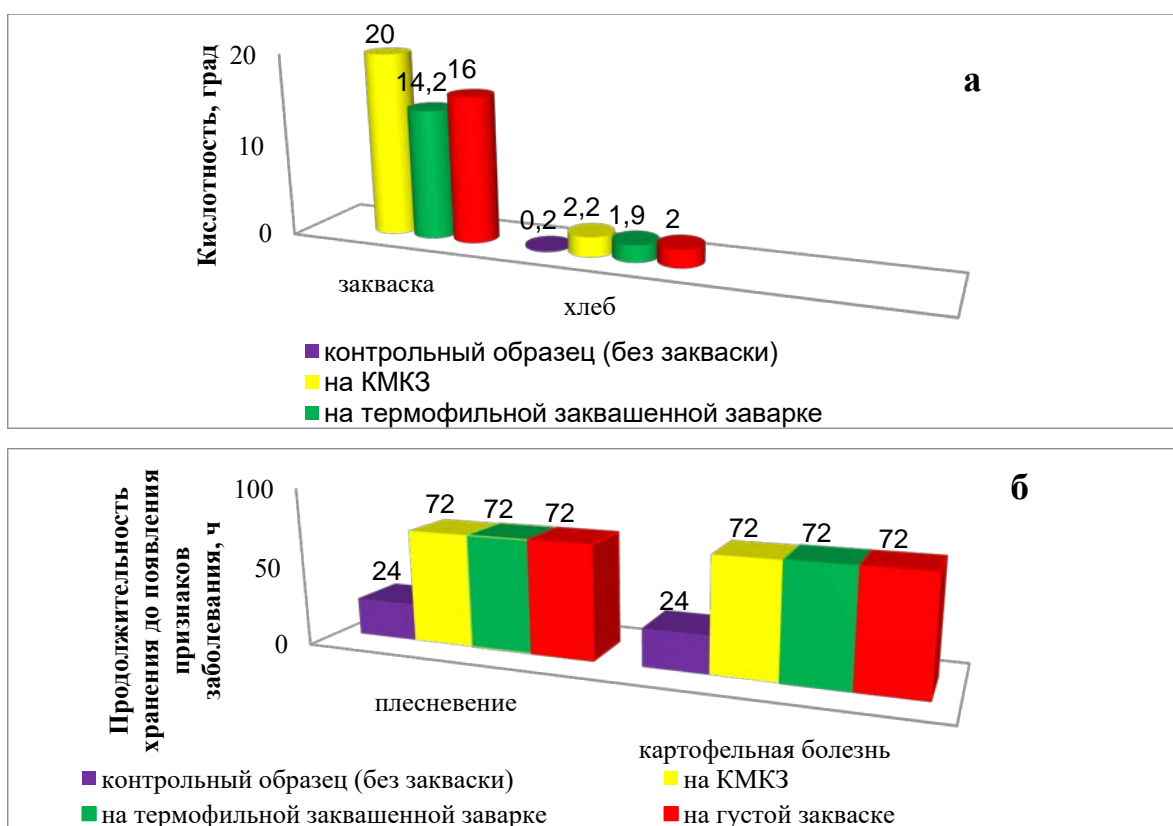 а
Кислотность, град
20
10
0
20
14,2
16
0,2
2,2
1,9
2
закваска
хлеб
контрольный образец (без закваски)
на КМКЗ
на термофильной заквашенной заварке
б
Продолжительность
хранения до появления
признаков
заболевания, ч
100
50
0
24
72
72
72
24
72
72
72
плесневение
картофельная болезнь
контрольный образец (без закваски)
на КМКЗ
на термофильной заквашенной заварке
на густой закваске